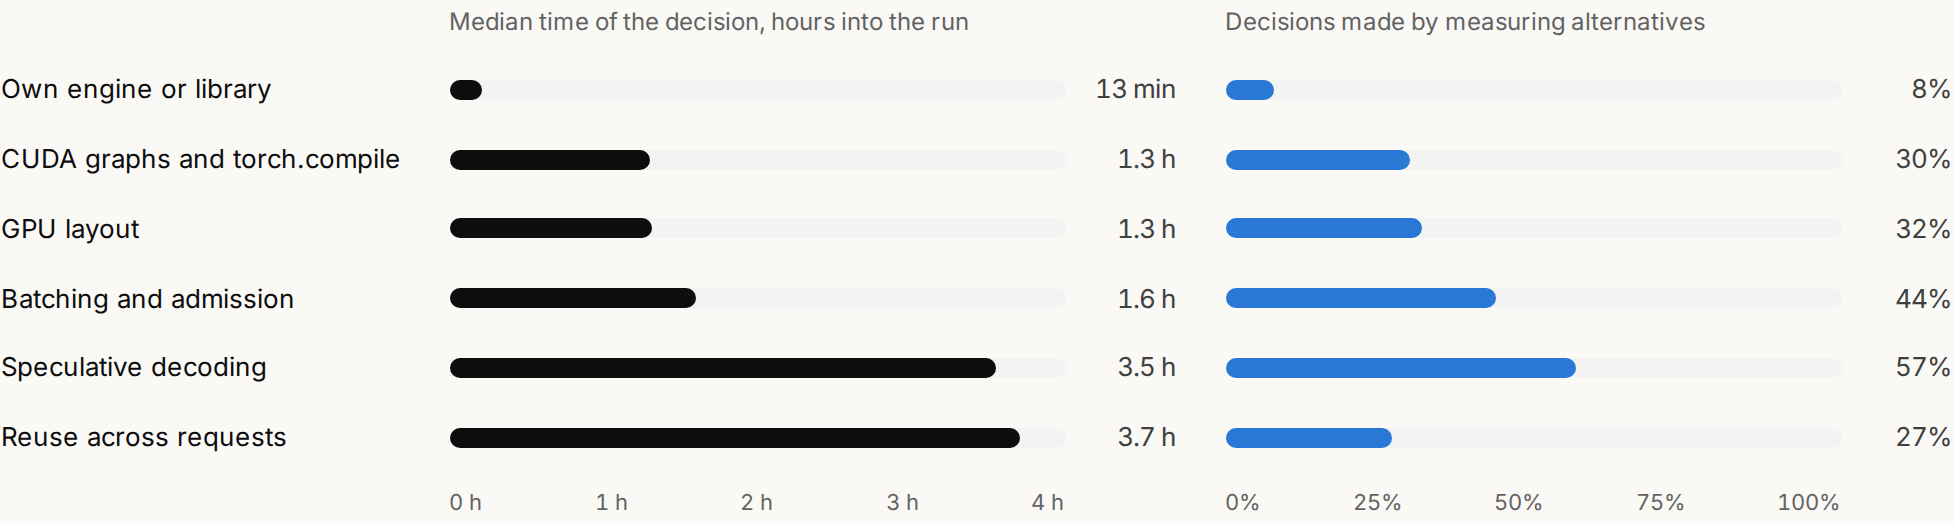 Median time of the decision, hours into the run
Decisions made by measuring alternatives
Own engine or library 13 min 8%
CUDA graphs and torch.compile 1.3 h 30%
GPU layout 1.3 h 32%
Batching and admission 1.6 h 44%
Speculative decoding 3.5 h 57%
Reuse across requests 3.7 h 27%
0 h 1 h 2 h 3 h 4 h 0% 25% 50% 75% 100%